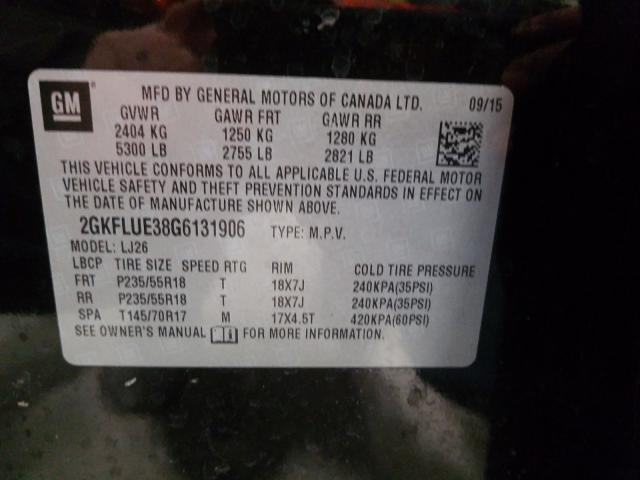 GM
MFD BY GENERAL MOTORS OF CANADA LTD. 09/15
GVWR GAWR FRT GAWR RR
2404 KG 1250 KG 1280 KG
5300 LB 2755 LB 2821 LB
THIS VEHICLE CONFORMS TO ALL APPLICABLE U.S. FEDERAL MOTOR
VEHICLE SAFETY AND THEFT PREVENTION STANDARDS IN EFFECT ON
THE DATE OF MANUFACTURE SHOWN ABOVE.
2GKFLUE38G6131906 TYPE: M.P.V.
MODEL: LJ26
LBCP TIRE SIZE SPEED RTG RIM COLD TIRE PRESSURE
FRT P235/55R18 T 18X7J 240KPA(35PSI)
RR P235/55R18 T 18X7J 240KPA(35PSI)
SPA T145/70R17 M 17X4.5T 420KPA(60PSI)
SEE OWNER'S MANUAL FOR MORE INFORMATION.